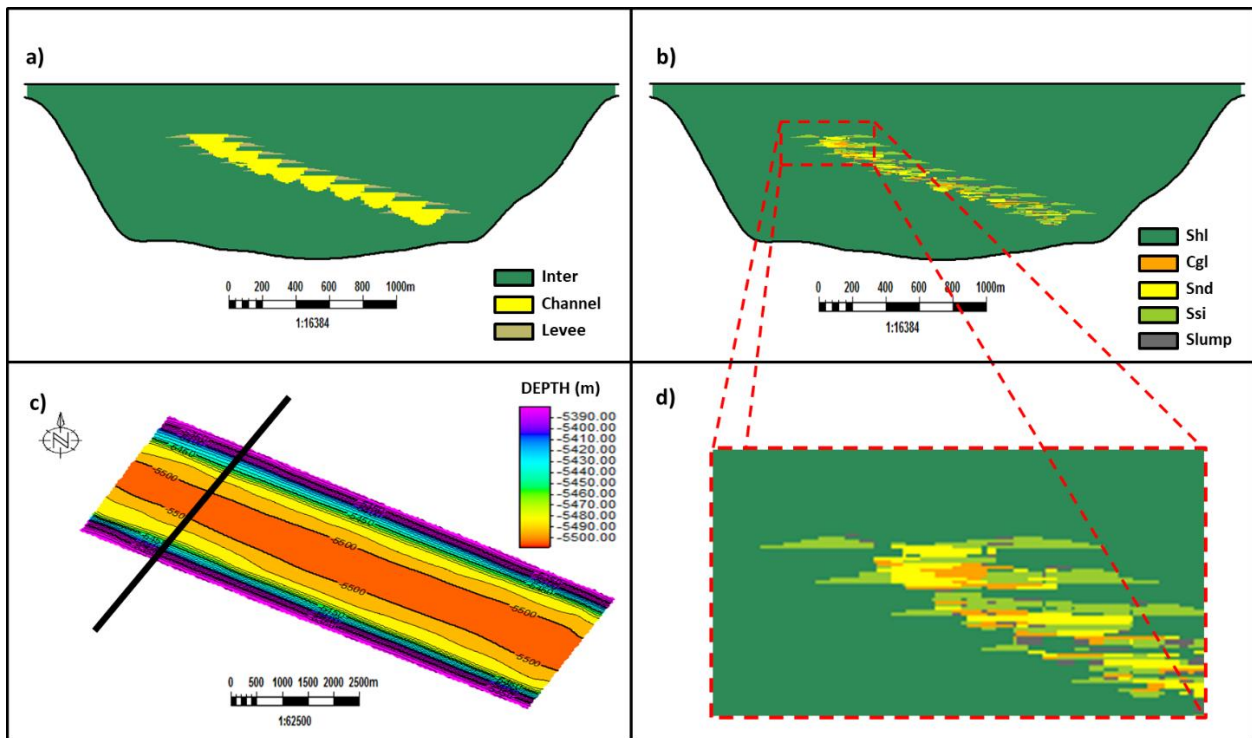 a)
0 200 400 600 1000m
1:16384
Inter
Channel
Levee
b)
0 200 400 600 800 1000m
1:16384
Shl
Cgl
Snd
Ssi
Slump
c)
N
DEPTH (m)
-5390.00
-5400.00
-5410.00
-5420.00
-5430.00
-5440.00
-5450.00
-5460.00
-5470.00
-5480.00
-5490.00
-5500.00
-5500
-5500
-5500
-5500
-5500
-5500
0 500 1000 1500 2000 2500m
1:62500
d)